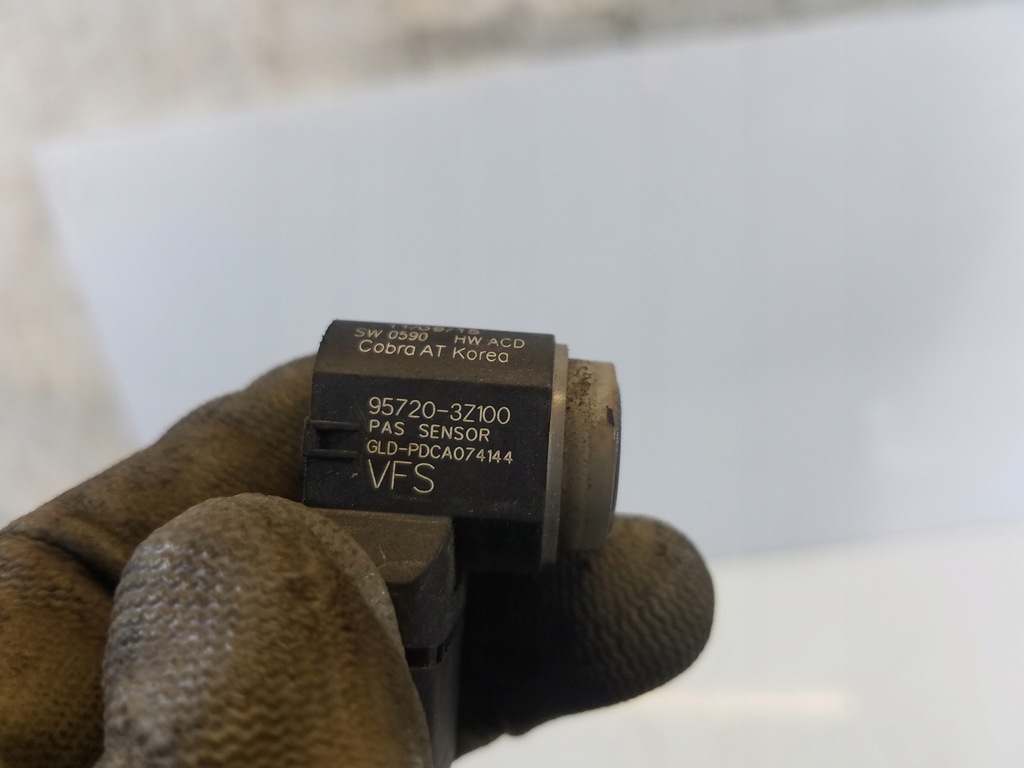 SW 0590 HW ACD
Cobra AT Korea
95720-3Z100
PAS SENSOR
GLD-PDCA074144
VFS